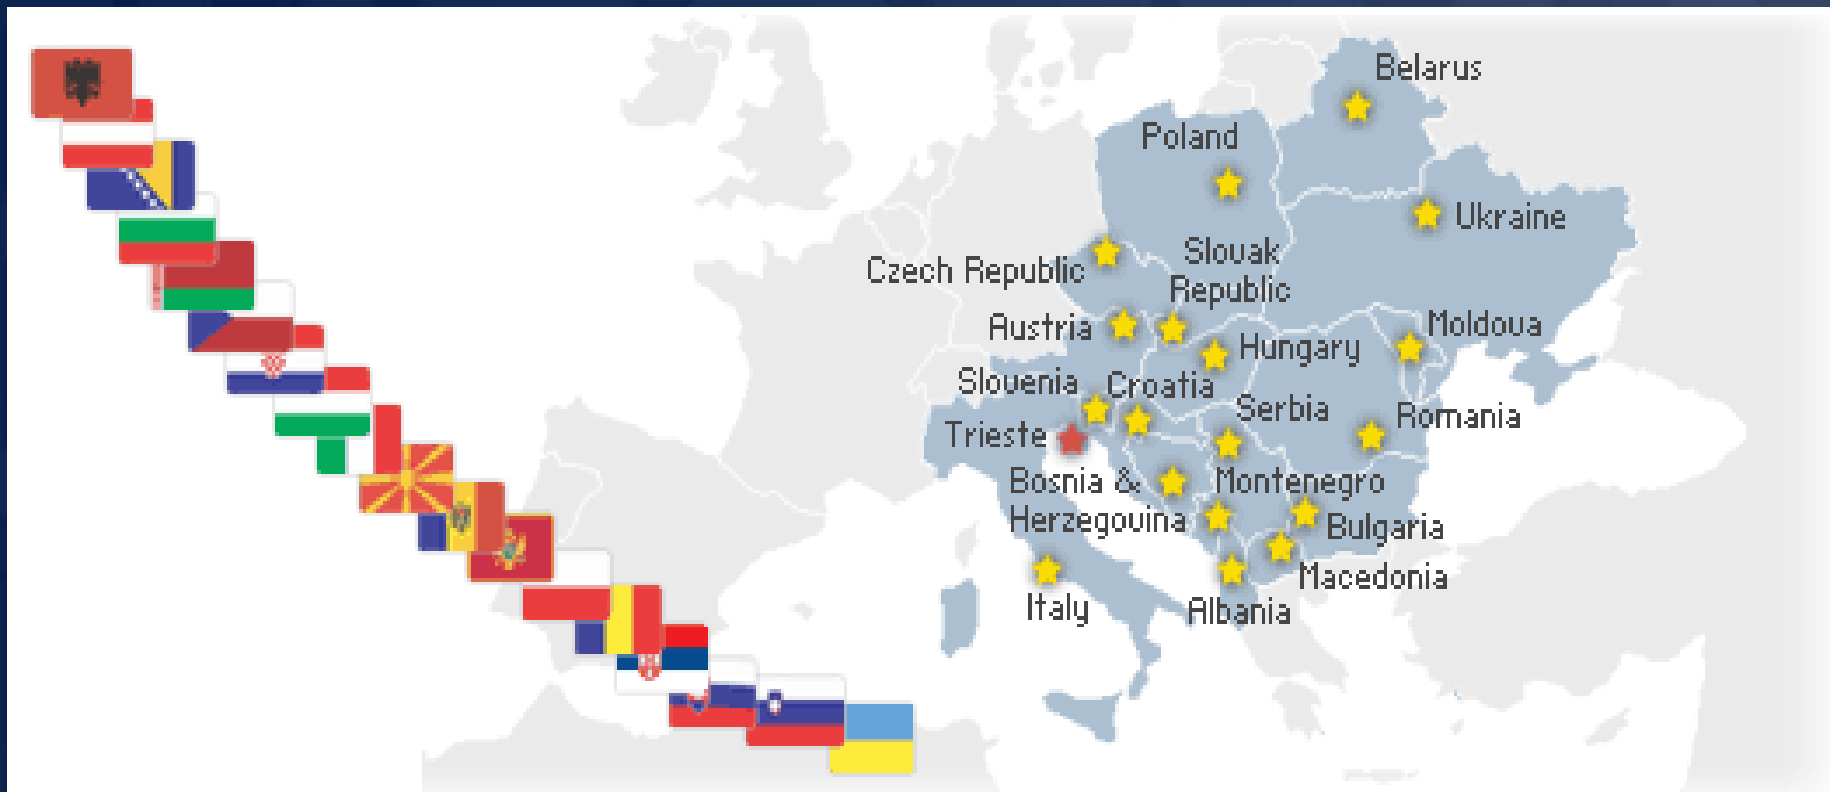 Belarus
Poland
Ukraine
Slovak
Republic
Czech Republic
Austria
Moldova
Hungary
Slovenia
Croatia
Serbia
Romania
Trieste
Bosnia &
Herzegovina
Montenegro
Bulgaria
Macedonia
Italy
Albania